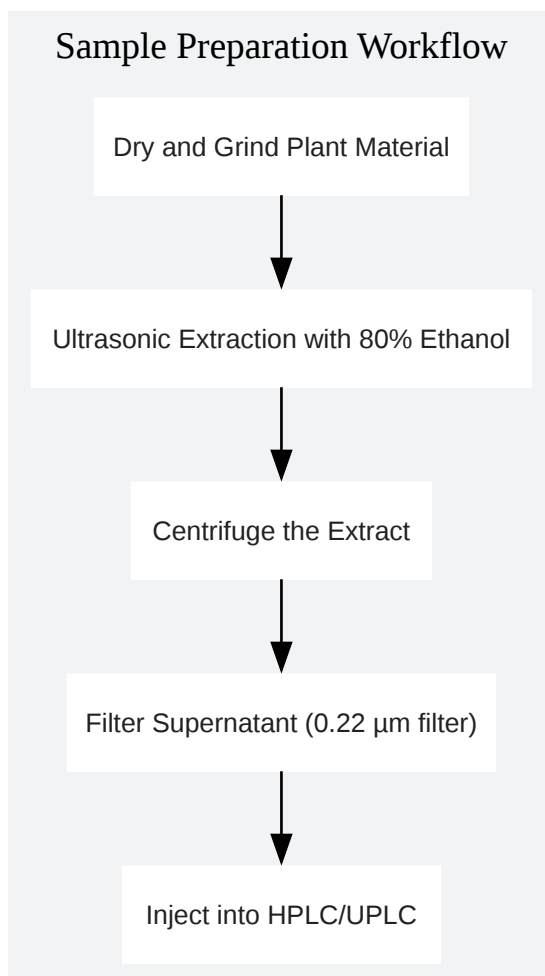 Sample Preparation Workflow
Dry and Grind Plant Material
Ultrasonic Extraction with 80% Ethanol
Centrifuge the Extract
Filter Supernatant (0.22 µm filter)
Inject into HPLC/UPLC